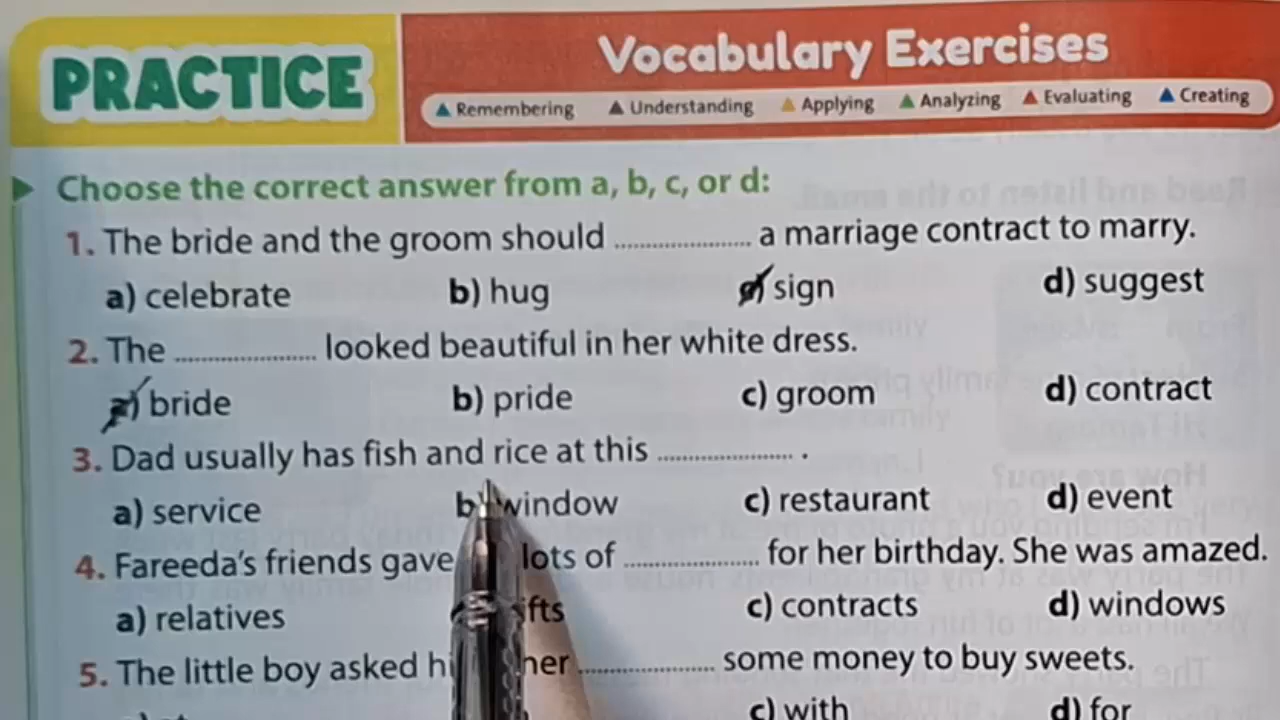 PRACTICE
Vocabulary Exercises
Remembering Understanding Applying Analyzing Evaluating Creating
Choose the correct answer from a, b, c, or d:
1. The bride and the groom should .................... a marriage contract to marry.
a) celebrate b) hug c) sign d) suggest
2. The .................... looked beautiful in her white dress.
a) bride b) pride c) groom d) contract
3. Dad usually has fish and rice at this .................... .
a) service b) window c) restaurant d) event
4. Fareeda's friends gave lots of .................... for her birthday. She was amazed.
a) relatives c) contracts d) windows
5. The little boy asked .................... some money to buy sweets.
c) with d) for